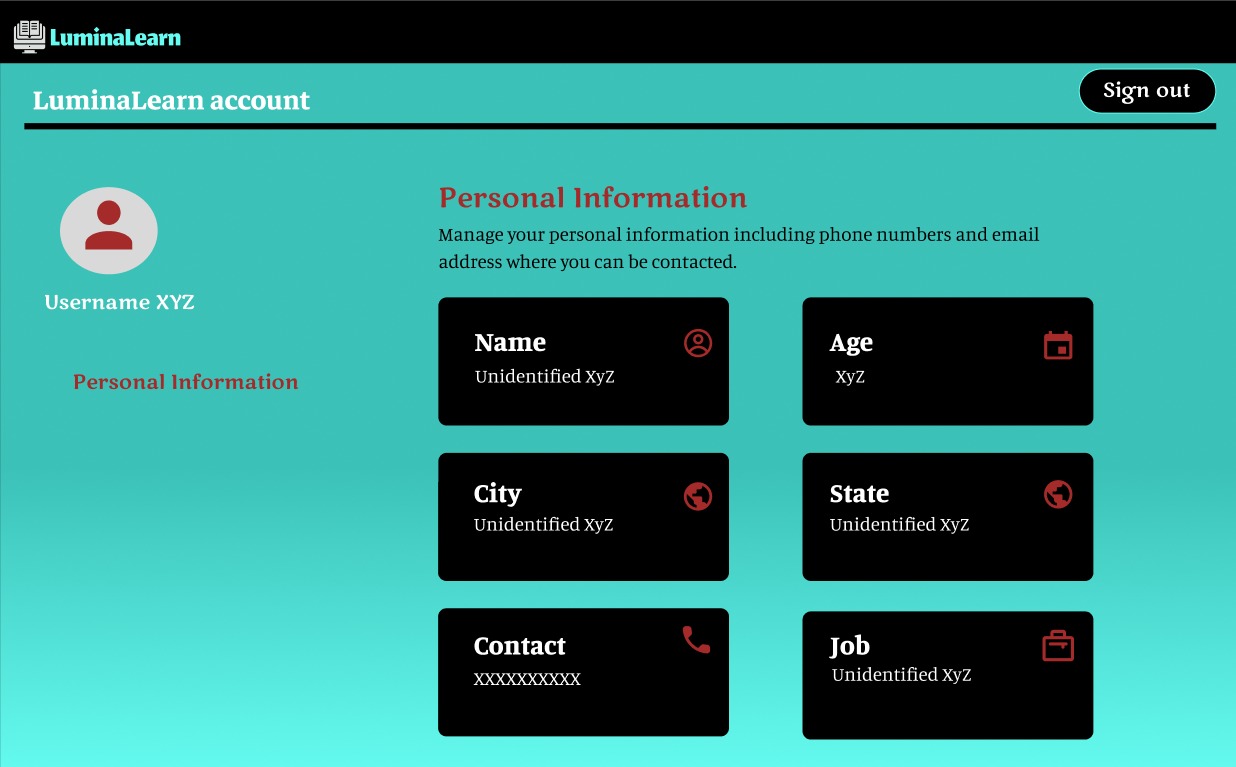 LuminaLearn
LuminaLearn account
Sign out
Username XYZ
Personal Information
Personal Information
Manage your personal information including phone numbers and email
address where you can be contacted.
Name
Unidentified XyZ
Age
XyZ
City
Unidentified XyZ
State
Unidentified XyZ
Contact
XXXXXXXXXX
Job
Unidentified XyZ